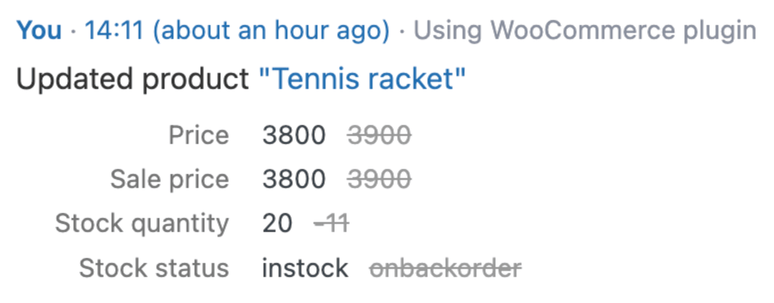 You · 14:11 (about an hour ago) · Using WooCommerce plugin
Updated product "Tennis racket"
Price 3800 3900
Sale price 3800 3900
Stock quantity 20 -11
Stock status instock onbackorder